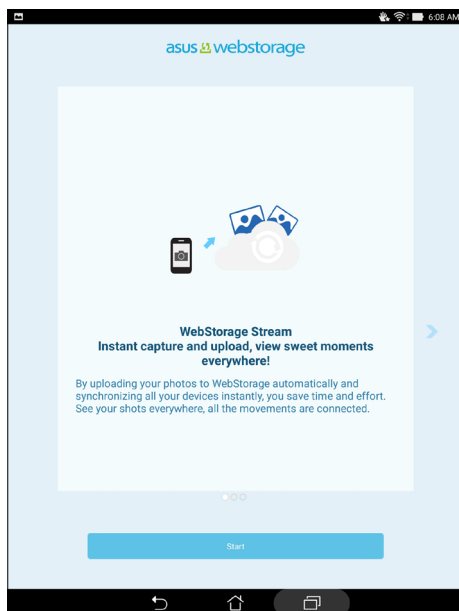 6:08 AM
asus webstorage
WebStorage Stream
Instant capture and upload, view sweet moments
everywhere!
By uploading your photos to WebStorage automatically and
synchronizing all your devices instantly, you save time and effort.
See your shots everywhere, all the movements are connected.
Start